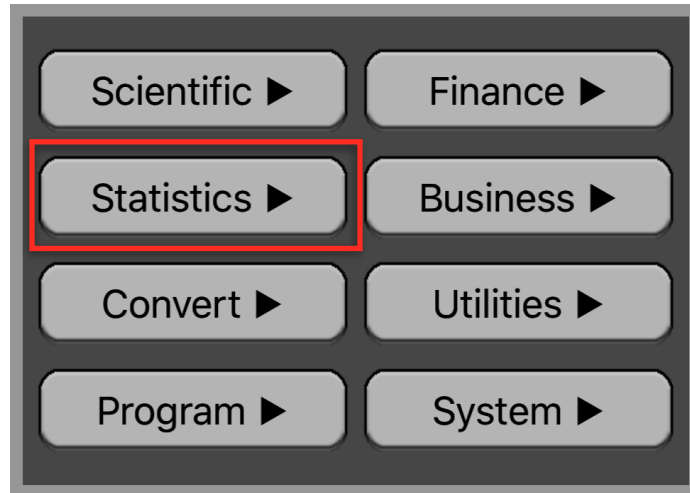 Scientific ▶ Finance ▶
Statistics ▶ Business ▶
Convert ▶ Utilities ▶
Program ▶ System ▶